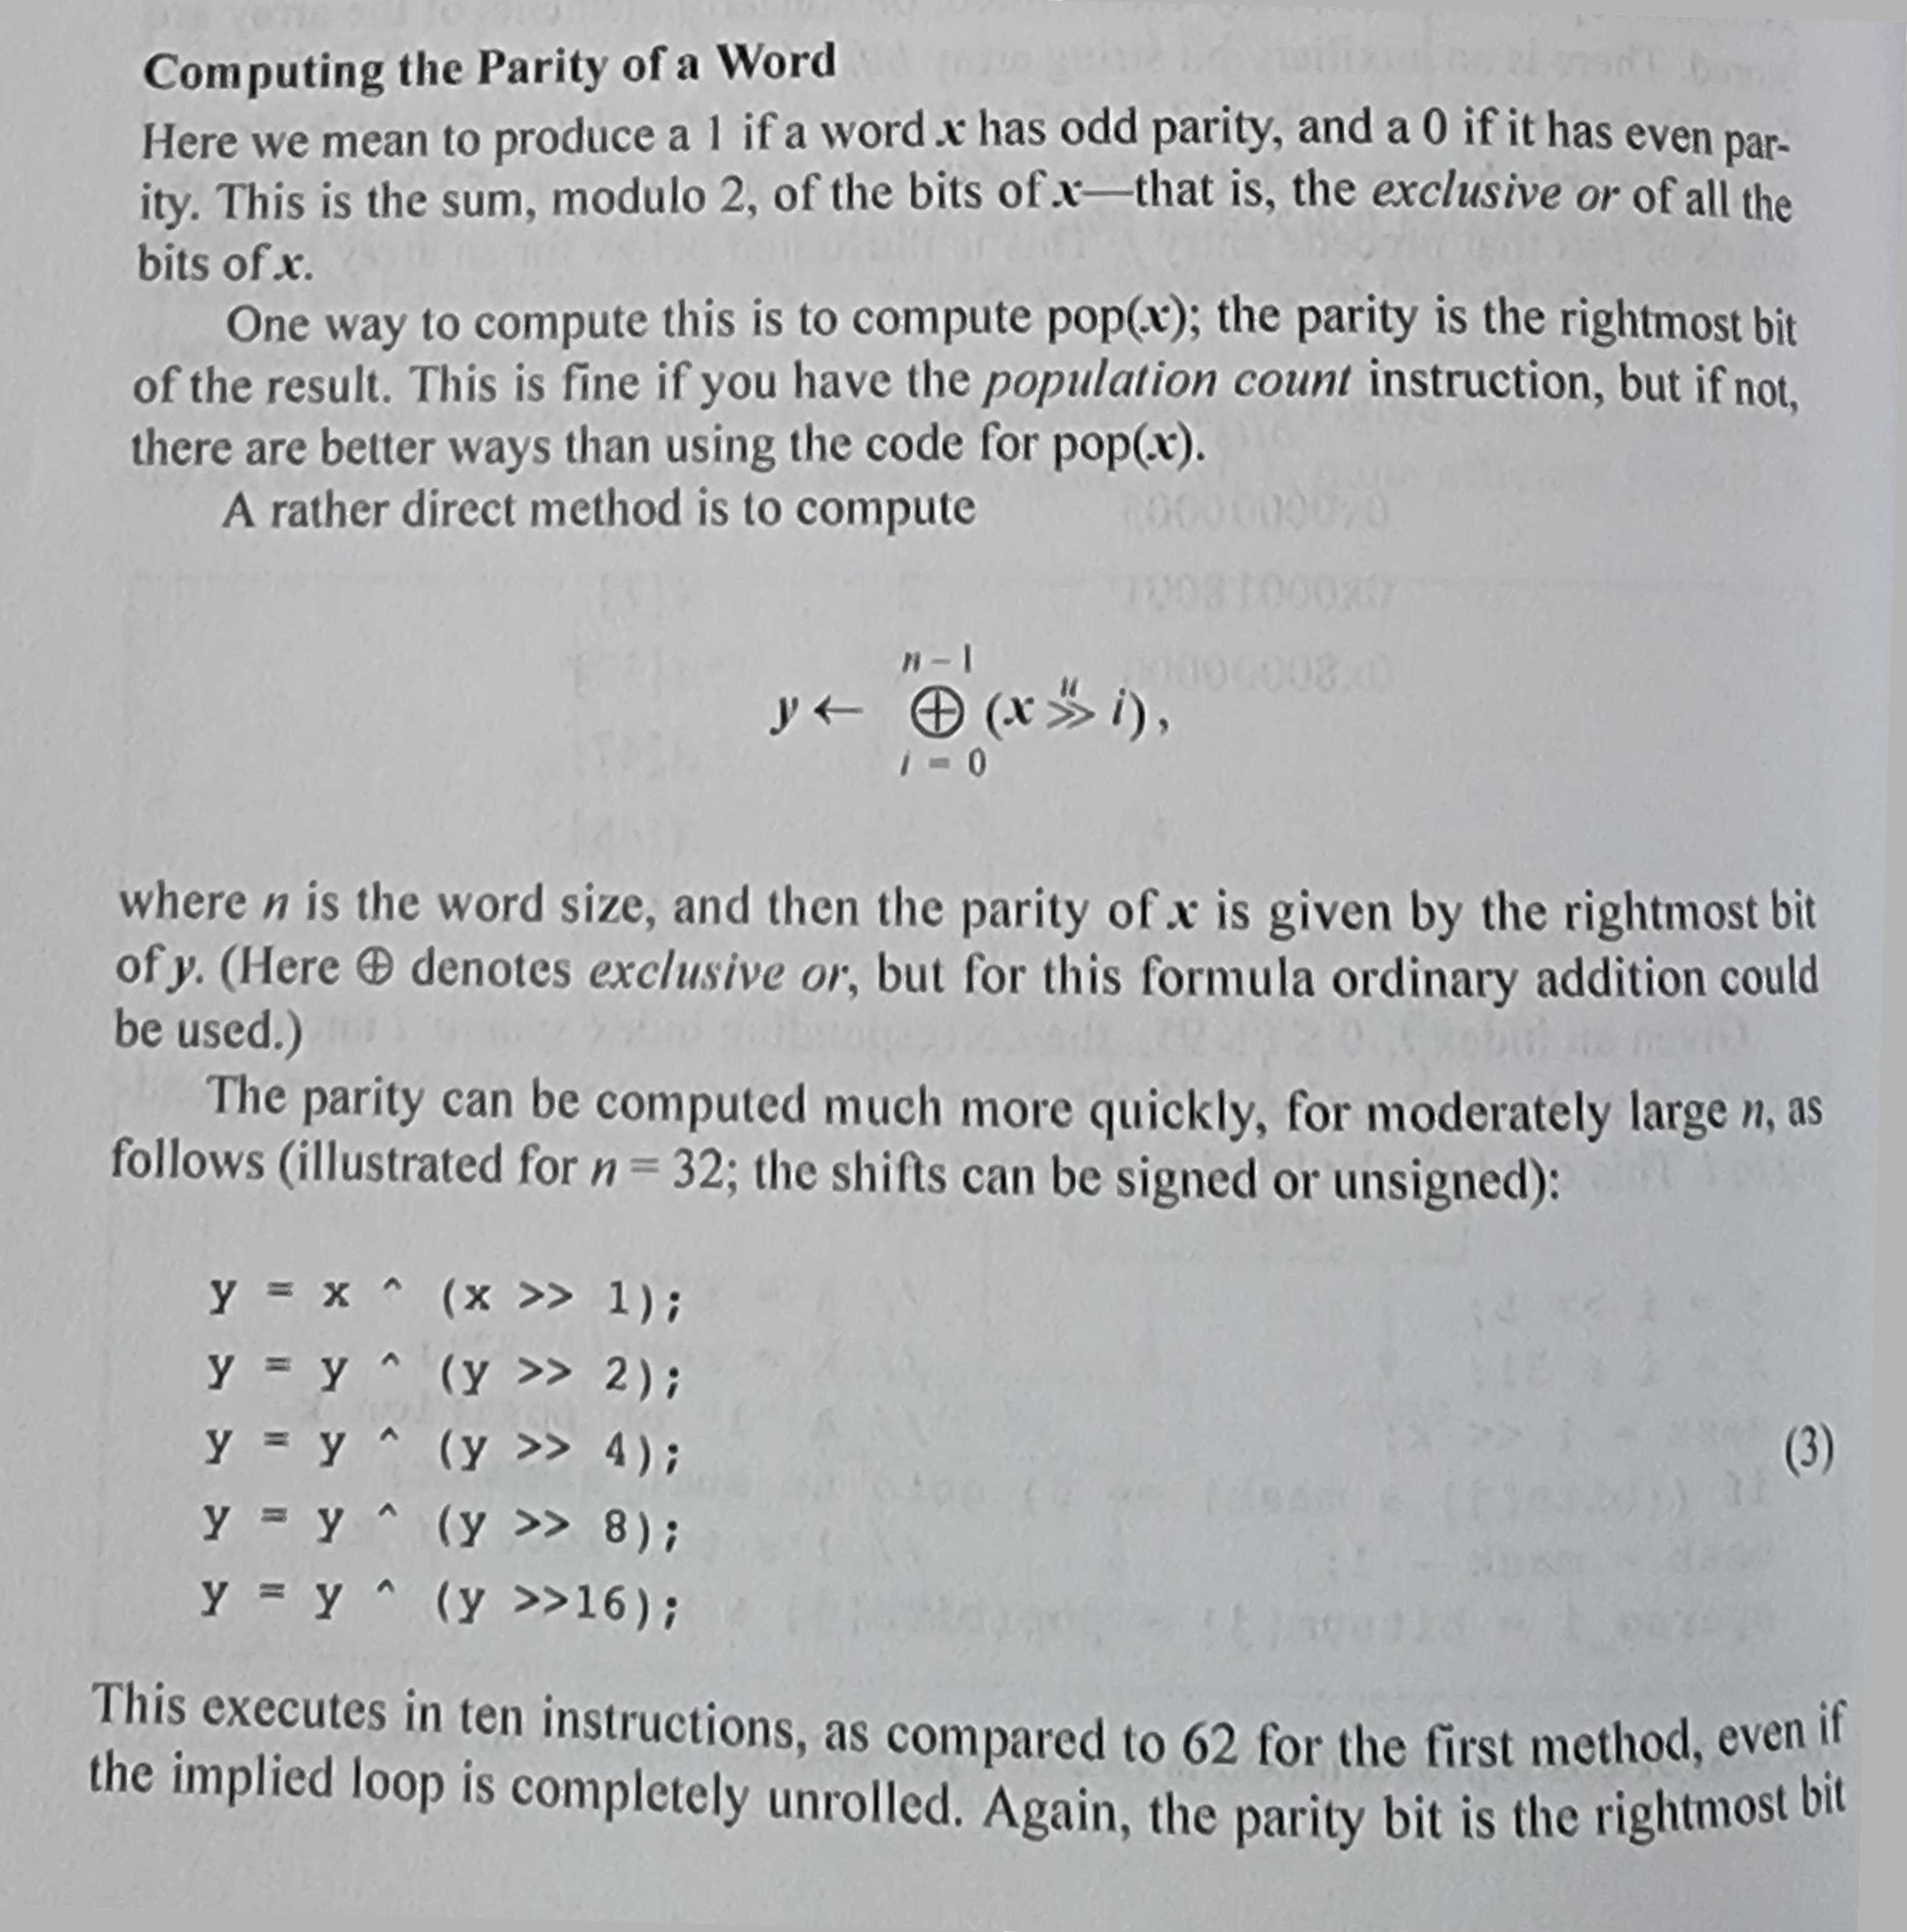 Computing the Parity of a Word
Here we mean to produce a 1 if a word x has odd parity, and a 0 if it has even par-
ity. This is the sum, modulo 2, of the bits of x—that is, the exclusive or of all the
bits of x.
One way to compute this is to compute pop(x); the parity is the rightmost bit
of the result. This is fine if you have the population count instruction, but if not,
there are better ways than using the code for pop(x).
A rather direct method is to compute
n – 1
y ← ⊕ (x ≫ᵘ i),
i = 0
where n is the word size, and then the parity of x is given by the rightmost bit
of y. (Here ⊕ denotes exclusive or, but for this formula ordinary addition could
be used.)
The parity can be computed much more quickly, for moderately large n, as
follows (illustrated for n = 32; the shifts can be signed or unsigned):
y = x ^ (x >> 1);
y = y ^ (y >> 2);
y = y ^ (y >> 4);
(3)
y = y ^ (y >> 8);
y = y ^ (y >>16);
This executes in ten instructions, as compared to 62 for the first method, even if
the implied loop is completely unrolled. Again, the parity bit is the rightmost bit